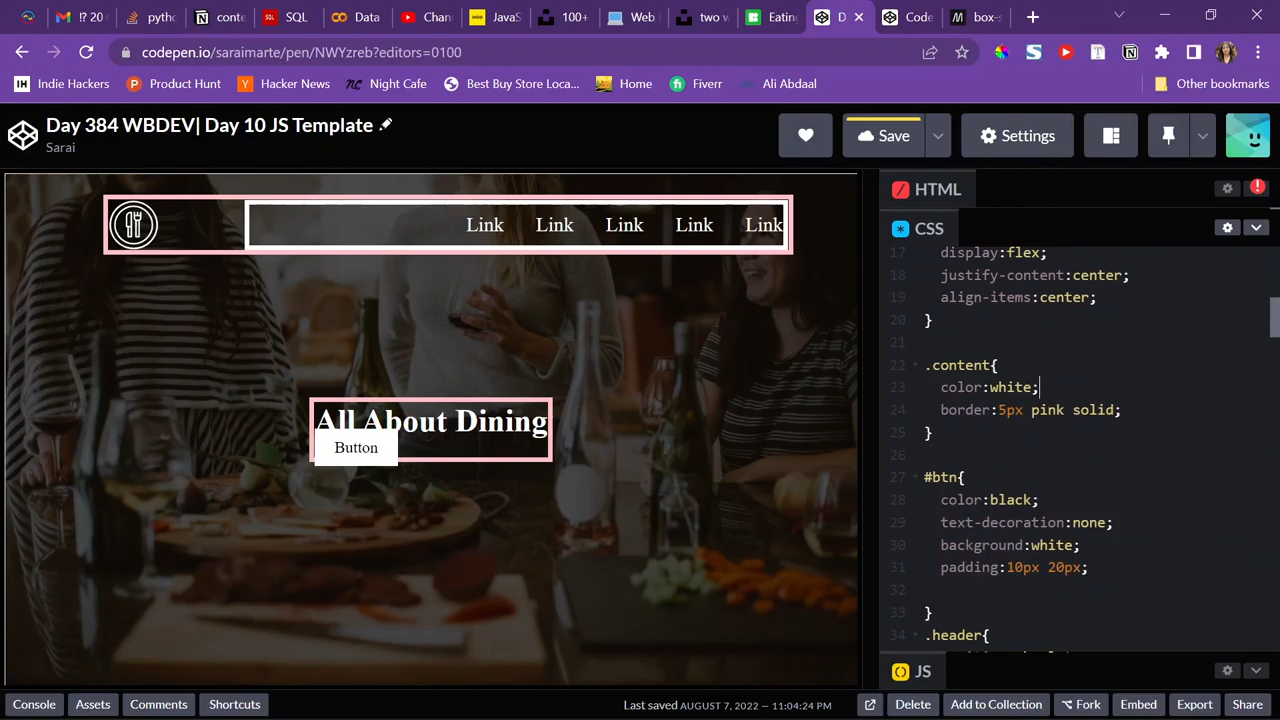 !? 20
pytho
conte
SQL
Data
Chan
JavaS
100+
Web l
two w
Eating
D
Code
box-s
codepen.io/saraimarte/pen/NWYzreb?editors=0100
Indie Hackers
Product Hunt
Hacker News
Night Cafe
Best Buy Store Loca...
Home
Fiverr
Ali Abdaal
Other bookmarks
Day 384 WBDEV| Day 10 JS Template
Sarai
Save
Settings
Link Link Link Link Link
All About Dining
Button
HTML
CSS
17 display:flex;
18 justify-content:center;
19 align-items:center;
20 }
21
22 .content{
23 color:white;
24 border:5px pink solid;
25 }
26
27 #btn{
28 color:black;
29 text-decoration:none;
30 background:white;
31 padding:10px 20px;
32
33 }
34 .header{
JS
Console
Assets
Comments
Shortcuts
Last saved AUGUST 7, 2022 — 11:04:24 PM
Delete
Add to Collection
Fork
Embed
Export
Share